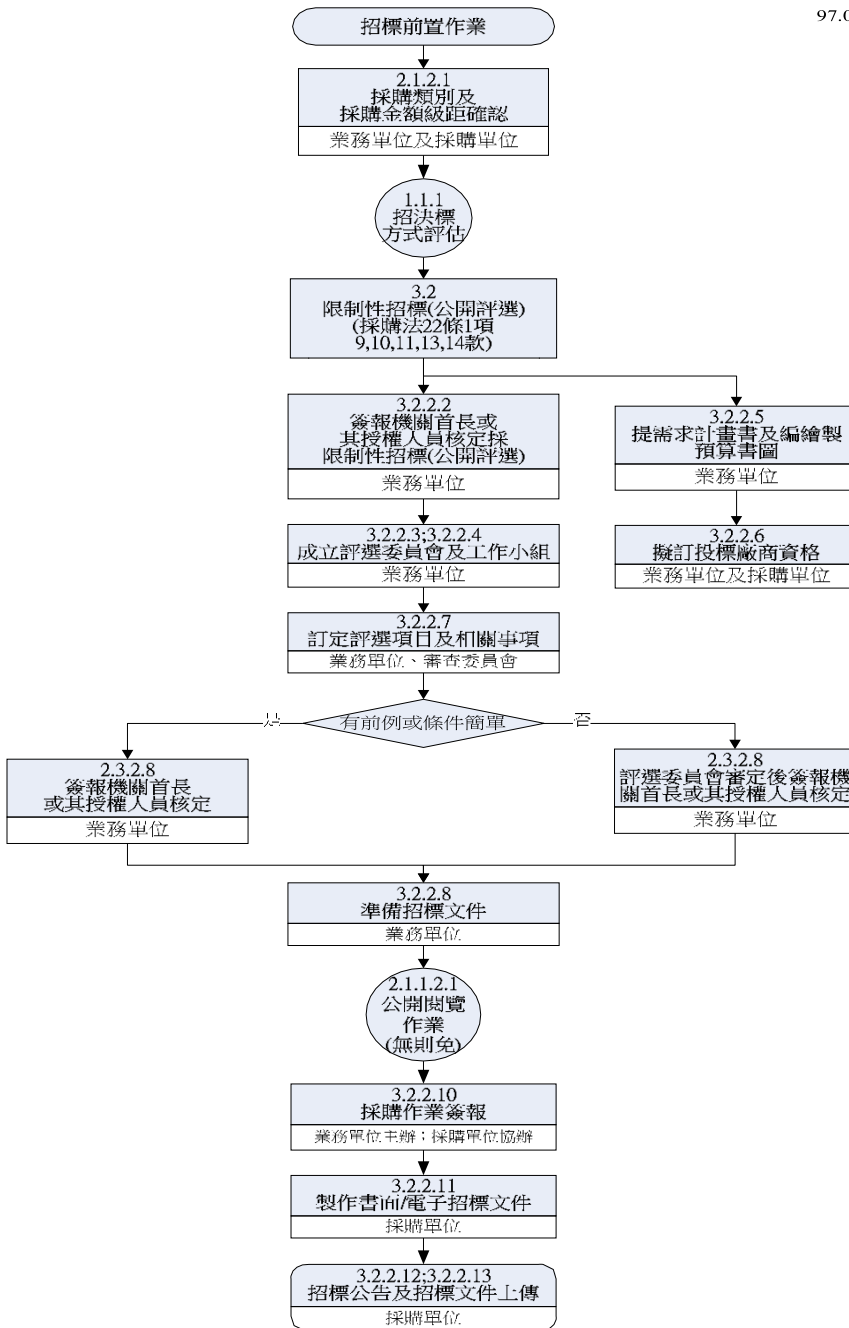 97.0
招標前置作業
2.1.2.1
採購類別及
採購金額級距確認
業務單位及採購單位
1.1.1
招決標
方式評估
3.2
限制性招標(公開評選)
(採購法22條1項
9,10,11,13,14款)
3.2.2.2
簽報機關首長或
其授權人員核定採
限制性招標(公開評選)
業務單位
3.2.2.5
提需求計畫書及編繪製
預算書圖
業務單位
3.2.2.3;3.2.2.4
成立評選委員會及工作小組
業務單位
3.2.2.6
擬訂投標廠商資格
業務單位及採購單位
3.2.2.7
訂定評選項目及相關事項
業務單位、審查委員會
有前例或條件簡單
是
否
2.3.2.8
簽報機關首長
或其授權人員核定
業務單位
2.3.2.8
評選委員會審定後簽報機
關首長或其授權人員核定
業務單位
3.2.2.8
準備招標文件
業務單位
2.1.1.2.1
公開閱覽
作業
(無則免)
3.2.2.10
採購作業簽報
業務單位主辦；採購單位協辦
3.2.2.11
製作書面/電子招標文件
採購單位
3.2.2.12;3.2.2.13
招標公告及招標文件上傳
採購單位